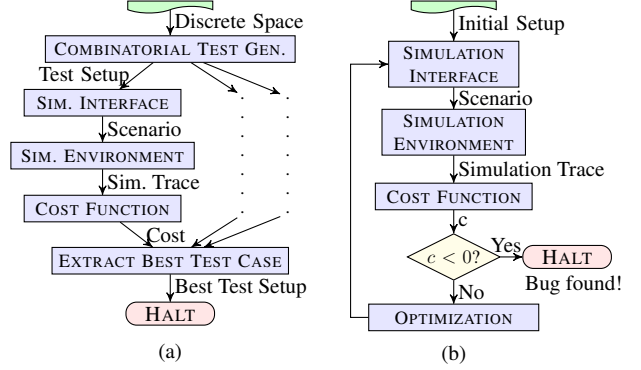 Discrete Space
COMBINATORIAL TEST GEN.
Test Setup
SIM. INTERFACE
Scenario
SIM. ENVIRONMENT
Sim. Trace
COST FUNCTION
Cost
EXTRACT BEST TEST CASE
Best Test Setup
HALT
(a)
Initial Setup
SIMULATION
INTERFACE
Scenario
SIMULATION
ENVIRONMENT
Simulation Trace
COST FUNCTION
c
c < 0?
Yes
HALT
Bug found!
No
OPTIMIZATION
(b)